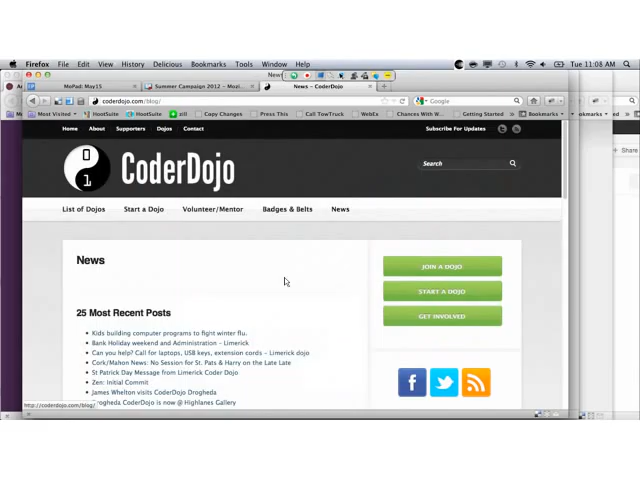 Firefox File Edit View History Delicious Bookmarks Tools Window Help Tue 11:08 AM
MoPad: May15 Summer Campaign 2012 – Mozil... News – CoderDojo
coderdojo.com/blog/ Google
Most Visited HootSuite HootSuite zill Copy Changes Press This Call TowTruck WebEx Chances With W... Getting Started Bookmarks
Home About Supporters Dojos Contact Subscribe For Updates
Share
0
1
CoderDojo
Search
List of Dojos Start a Dojo Volunteer/Mentor Badges & Belts News
News
JOIN A DOJO
START A DOJO
GET INVOLVED
25 Most Recent Posts
Kids building computer programs to fight winter flu.
Bank Holiday weekend and Administration – Limerick
Can you help? Call for laptops, USB keys, extension cords – Limerick dojo
Cork/Mahon News: No Session for St. Pats & Harry on the Late Late
St Patrick Day Message from Limerick Coder Dojo
Zen: Initial Commit
James Whelton visits CoderDojo Drogheda
Drogheda CoderDojo is now @ Highlanes Gallery
http://coderdojo.com/blog/